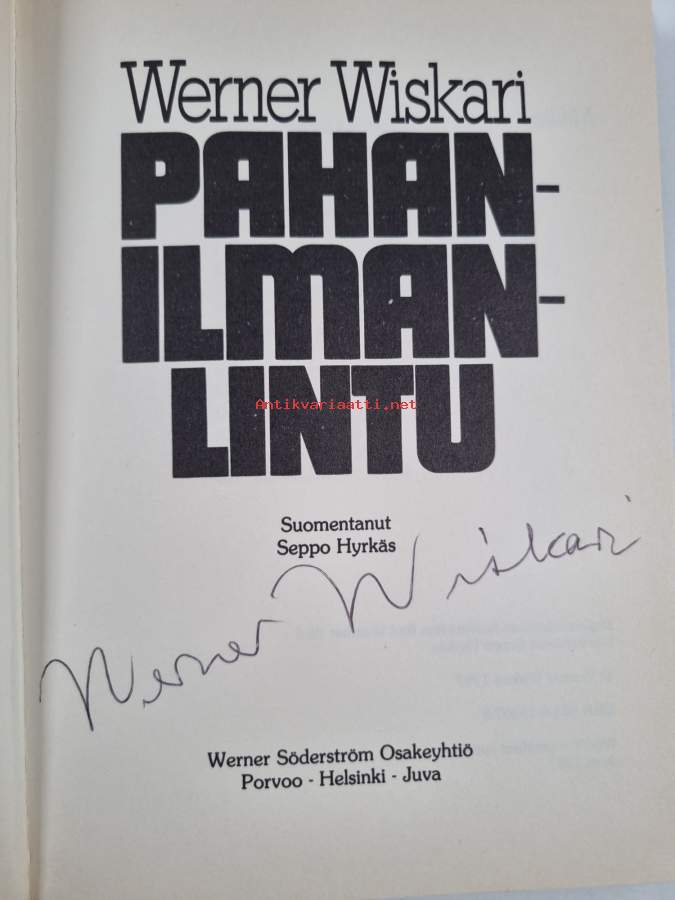 Werner Wiskari
PAHAN-
ILMAN-
LINTU
Antikvariaatti.net
Suomentanut
Seppo Hyrkäs
Werner Wiskari
Werner Söderström Osakeyhtiö
Porvoo - Helsinki - Juva